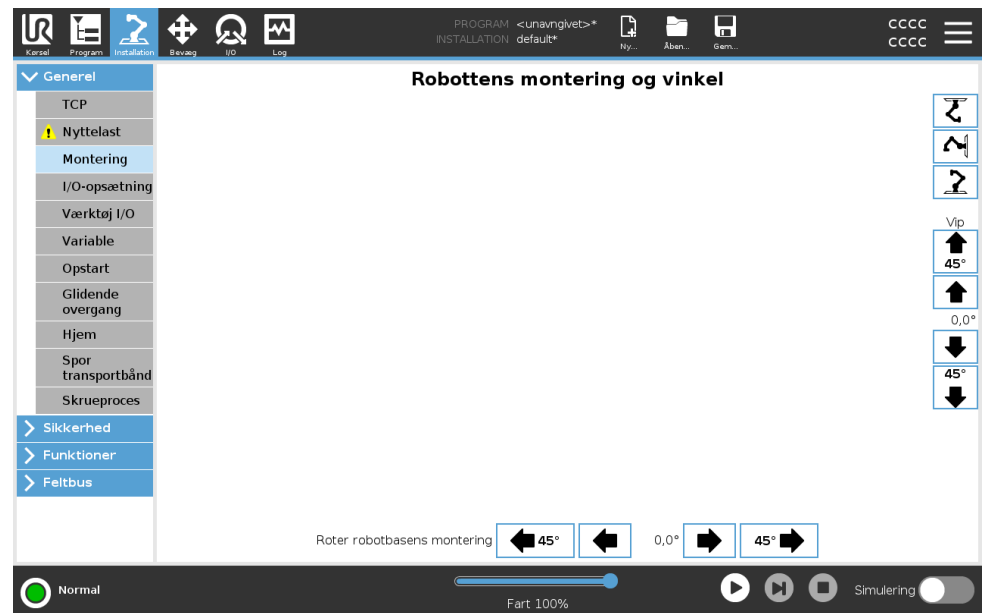 UR
Kørsel
Program
Installation
Bevæg
I/O
Log
PROGRAM <unavngivet>*
INSTALLATION default*
Ny...
Åben...
Gem...
cccc
cccc
Generel
TCP
Nyttelast
Montering
I/O-opsætning
Værktøj I/O
Variable
Opstart
Glidende
overgang
Hjem
Spor
transportbånd
Skrueproces
Sikkerhed
Funktioner
Feltbus
Robottens montering og vinkel
Vip
45°
0,0°
45°
Roter robotbasens montering
45°
0,0°
45°
Normal
Fart 100%
Simulering